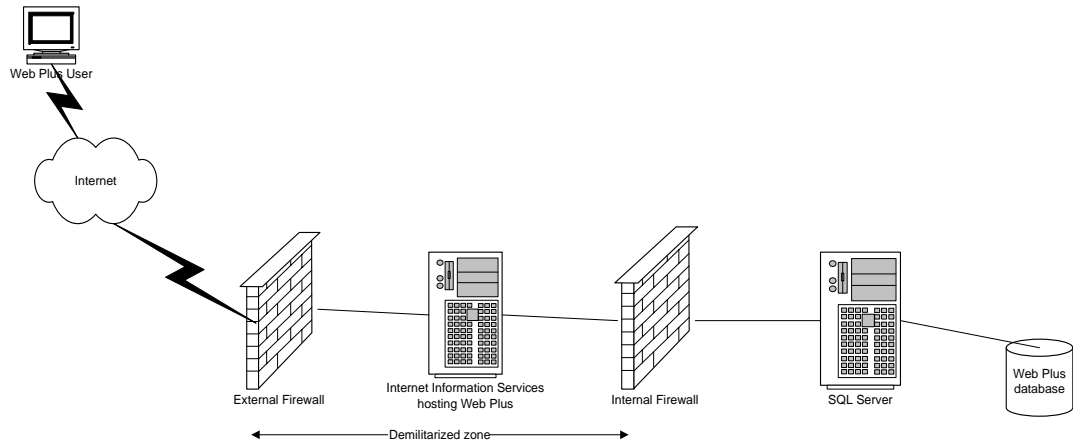 Web Plus User
Internet
External Firewall
Internet Information Services
hosting Web Plus
Internal Firewall
SQL Server
Web Plus
database
Demilitarized zone